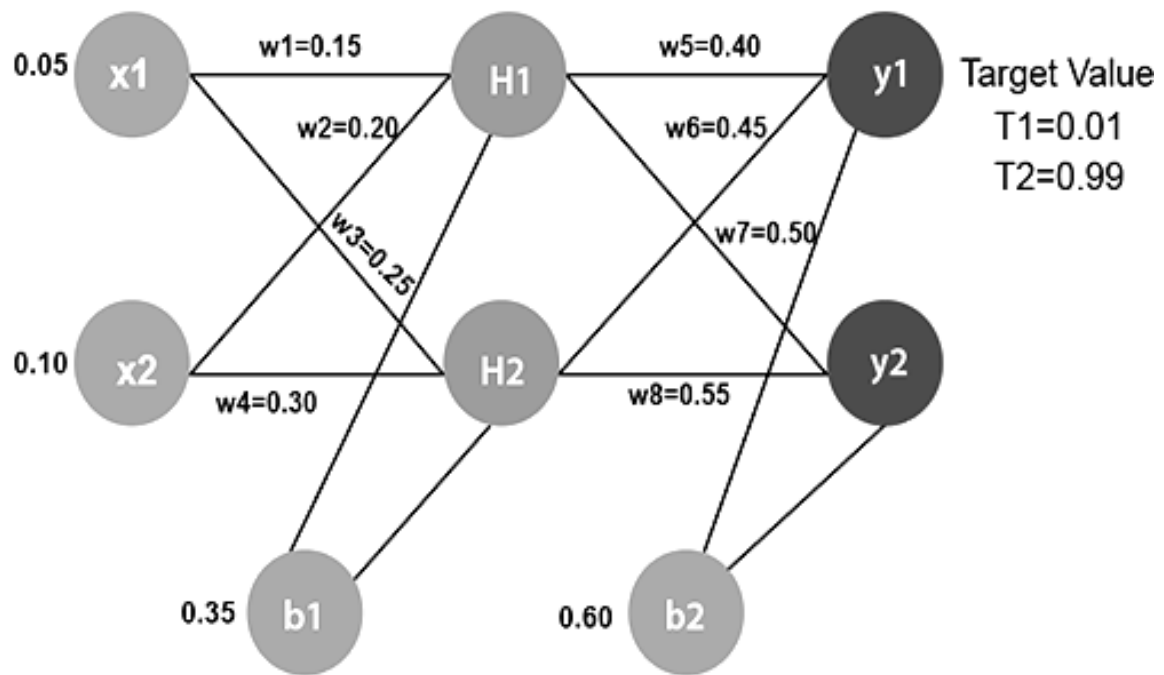 w1=0.15
w5=0.40
0.05
x1
H1
y1
Target Value
w2=0.20
w6=0.45
T1=0.01
T2=0.99
w3=0.25
w7=0.50
0.10
x2
H2
y2
w4=0.30
w8=0.55
0.35
b1
0.60
b2